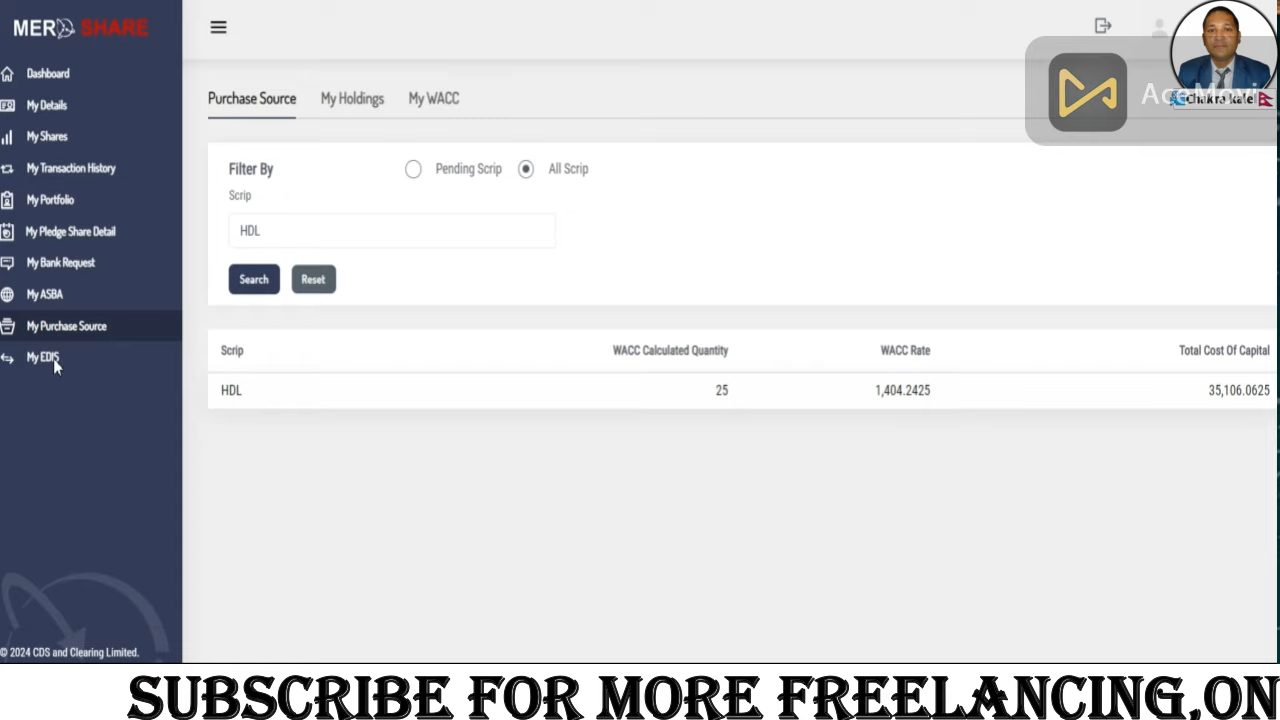 MERO SHARE
Dashboard
My Details
My Shares
My Transaction History
My Portfolio
My Pledge Share Detail
My Bank Request
My ASBA
My Purchase Source
My EDIS
© 2024 CDS and Clearing Limited.
Purchase Source My Holdings My WACC
Filter By Pending Scrip All Scrip
Scrip
HDL
Search Reset
Scrip WACC Calculated Quantity WACC Rate Total Cost Of Capital
HDL 25 1,404.2425 35,106.0625
SUBSCRIBE FOR MORE FREELANCING,ON